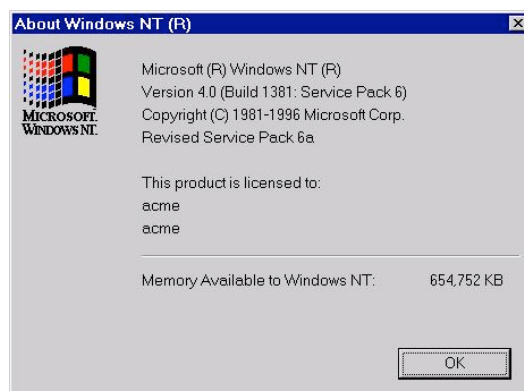 About Windows NT (R)
MICROSOFT.
WINDOWS NT.
Microsoft (R) Windows NT (R)
Version 4.0 (Build 1381: Service Pack 6)
Copyright (C) 1981-1996 Microsoft Corp.
Revised Service Pack 6a
This product is licensed to:
acme
acme
Memory Available to Windows NT: 654,752 KB
OK